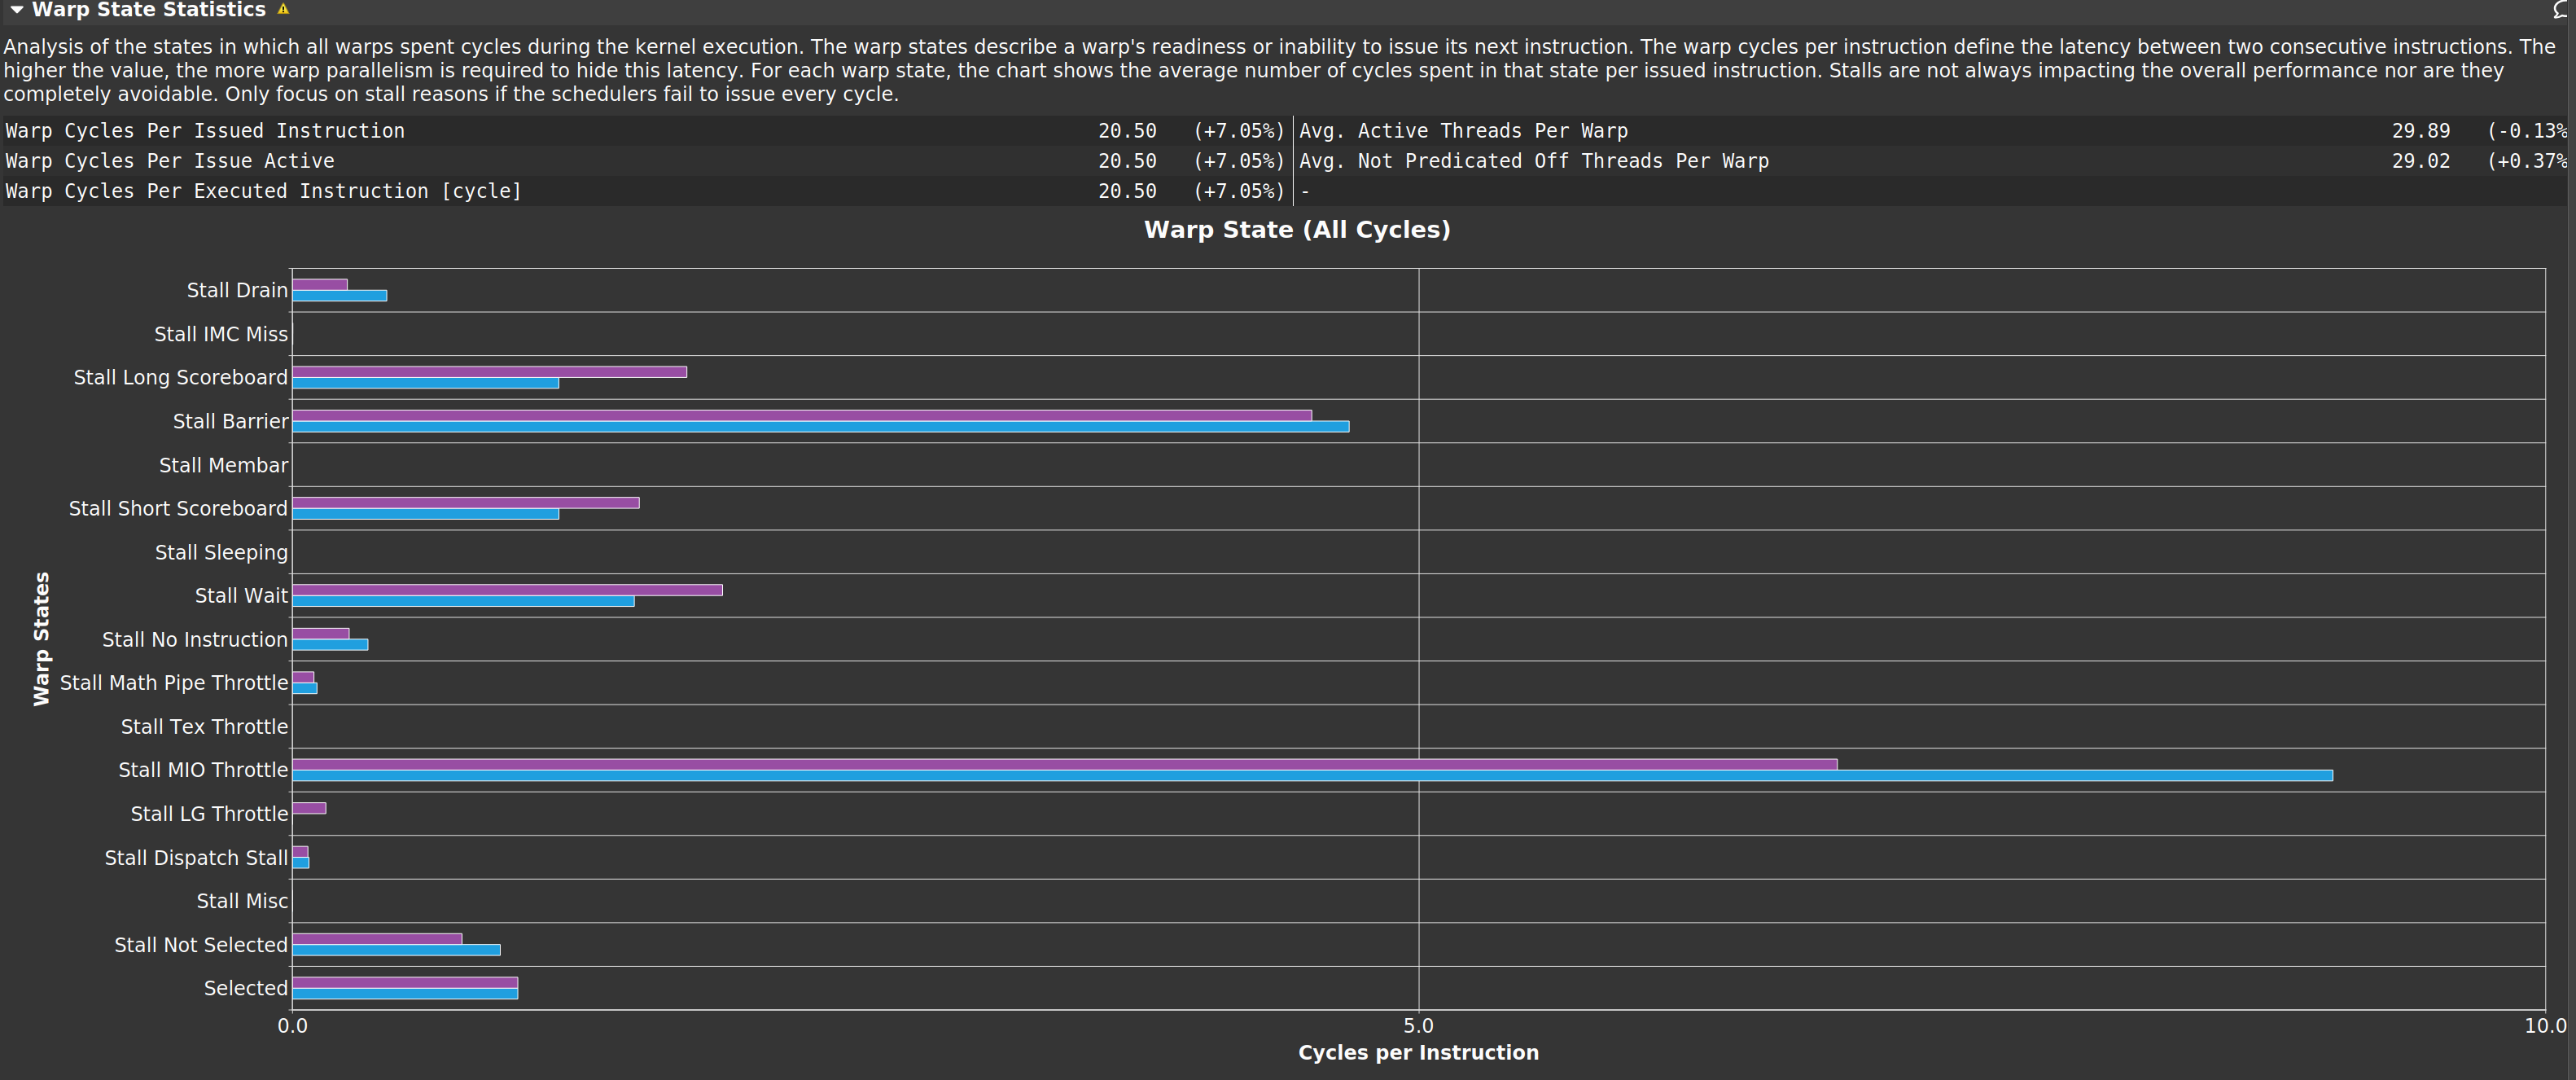 Warp State Statistics
Analysis of the states in which all warps spent cycles during the kernel execution. The warp states describe a warp's readiness or inability to issue its next instruction. The warp cycles per instruction define the latency between two consecutive instructions. The
higher the value, the more warp parallelism is required to hide this latency. For each warp state, the chart shows the average number of cycles spent in that state per issued instruction. Stalls are not always impacting the overall performance nor are they
completely avoidable. Only focus on stall reasons if the schedulers fail to issue every cycle.
Warp Cycles Per Issued Instruction 20.50 (+7.05%) Avg. Active Threads Per Warp 29.89 (-0.13%
Warp Cycles Per Issue Active 20.50 (+7.05%) Avg. Not Predicated Off Threads Per Warp 29.02 (+0.37%
Warp Cycles Per Executed Instruction [cycle] 20.50 (+7.05%) -
Warp State (All Cycles)
Warp States
Stall Drain
Stall IMC Miss
Stall Long Scoreboard
Stall Barrier
Stall Membar
Stall Short Scoreboard
Stall Sleeping
Stall Wait
Stall No Instruction
Stall Math Pipe Throttle
Stall Tex Throttle
Stall MIO Throttle
Stall LG Throttle
Stall Dispatch Stall
Stall Misc
Stall Not Selected
Selected
0.0 5.0 10.0
Cycles per Instruction